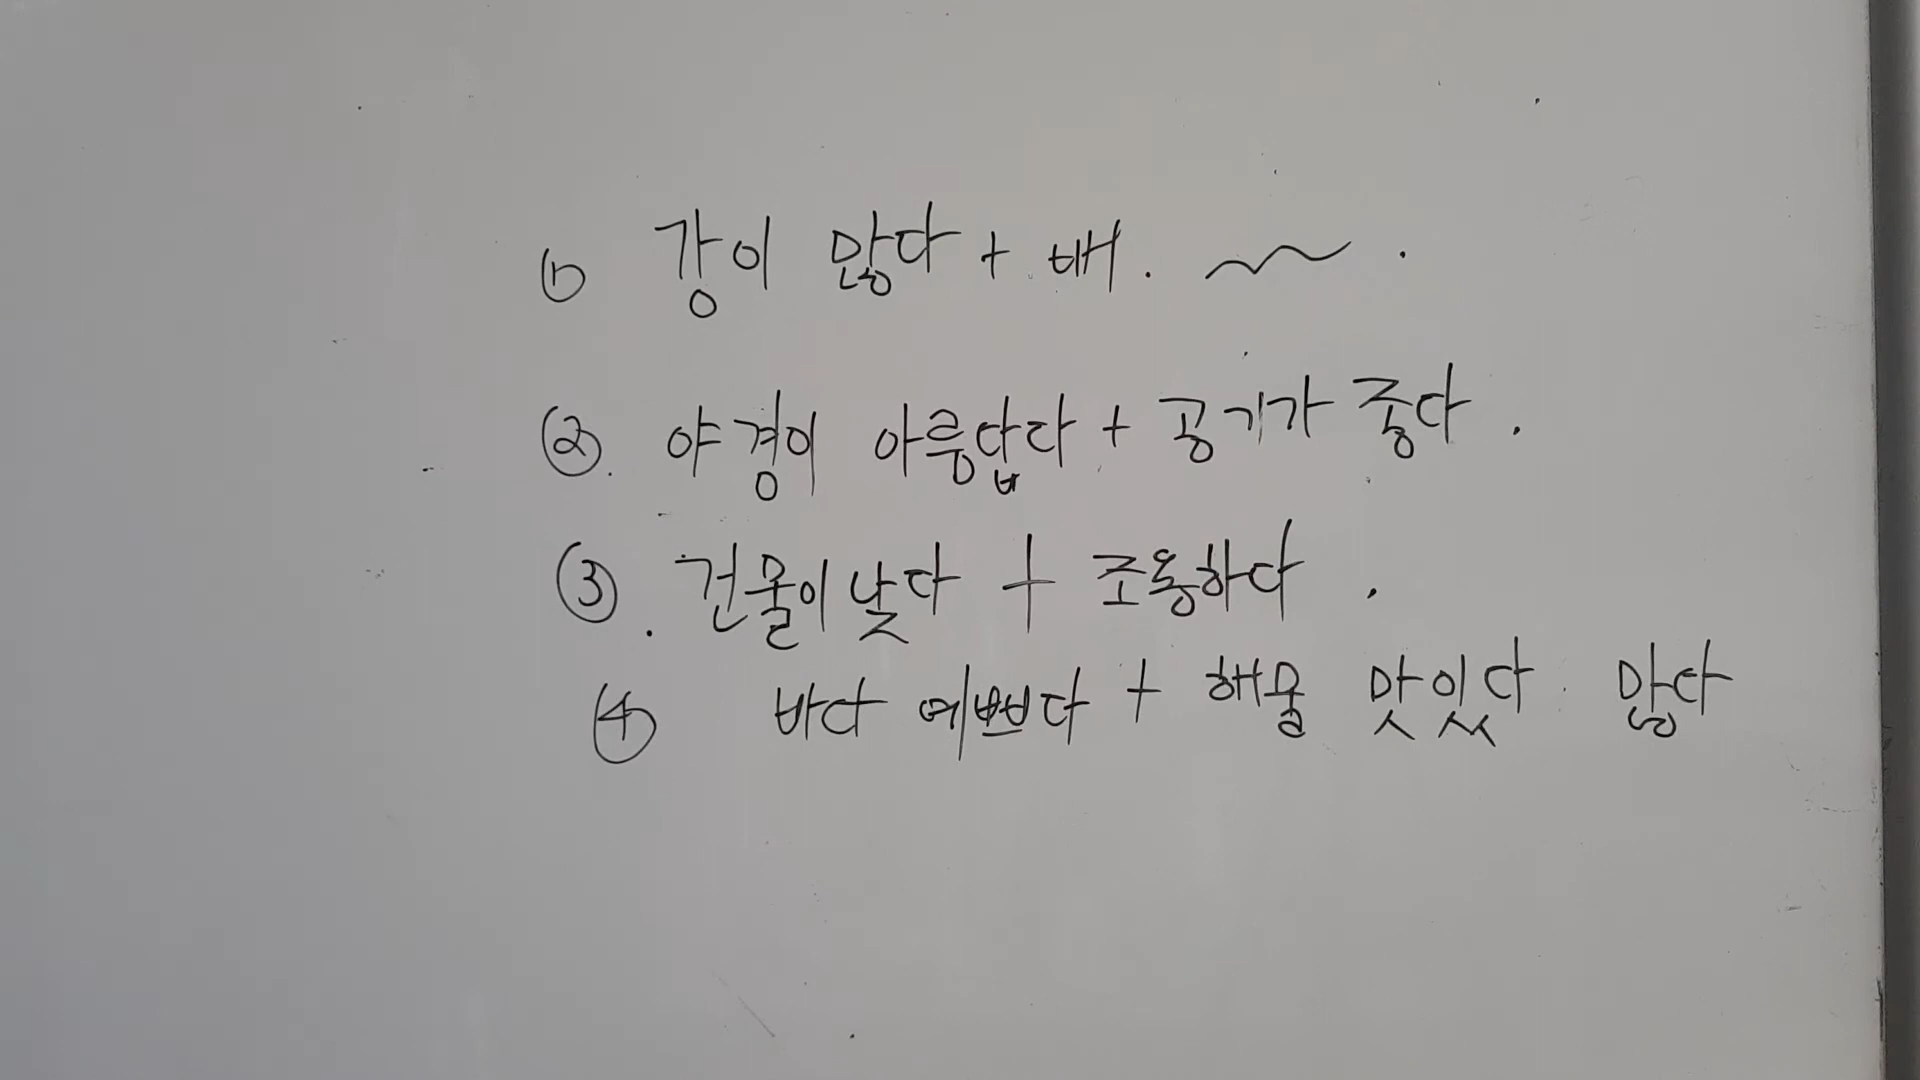 ① 강이 많다 + 배. ~ .
②. 야경이 아름답다 + 공기가 좋다.
③. 건물이 낮다 + 조용하다.
④ 바다 예쁘다 + 해물 맛있다 많다